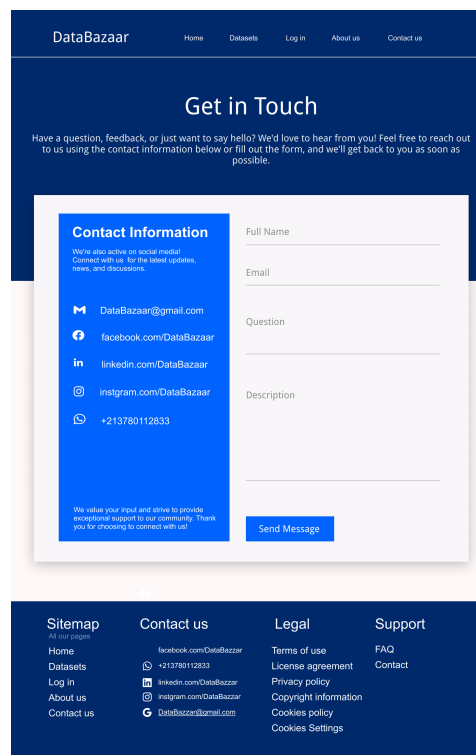 DataBazaar
Home Datasets Log in About us Contact us
Get in Touch
Have a question, feedback, or just want to say hello? We'd love to hear from you! Feel free to reach out
to us using the contact information below or fill out the form, and we'll get back to you as soon as
possible.
Contact Information
We're also active on social media!
Connect with us for the latest updates,
news, and discussions.
DataBazaar@gmail.com
facebook.com/DataBazaar
linkedin.com/DataBazaar
instgram.com/DataBazaar
+213780112833
We value your input and strive to provide
exceptional support to our community. Thank
you for choosing to connect with us!
Full Name
Email
Question
Description
Send Message
Sitemap
All our pages
Home
Datasets
Log in
About us
Contact us
Contact us
facebook.com/DataBazzar
+213780112833
linkedin.com/DataBazzar
instgram.com/DataBazzar
DataBazzar@gmail.com
Legal
Terms of use
License agreement
Privacy policy
Copyright information
Cookies policy
Cookies Settings
Support
FAQ
Contact